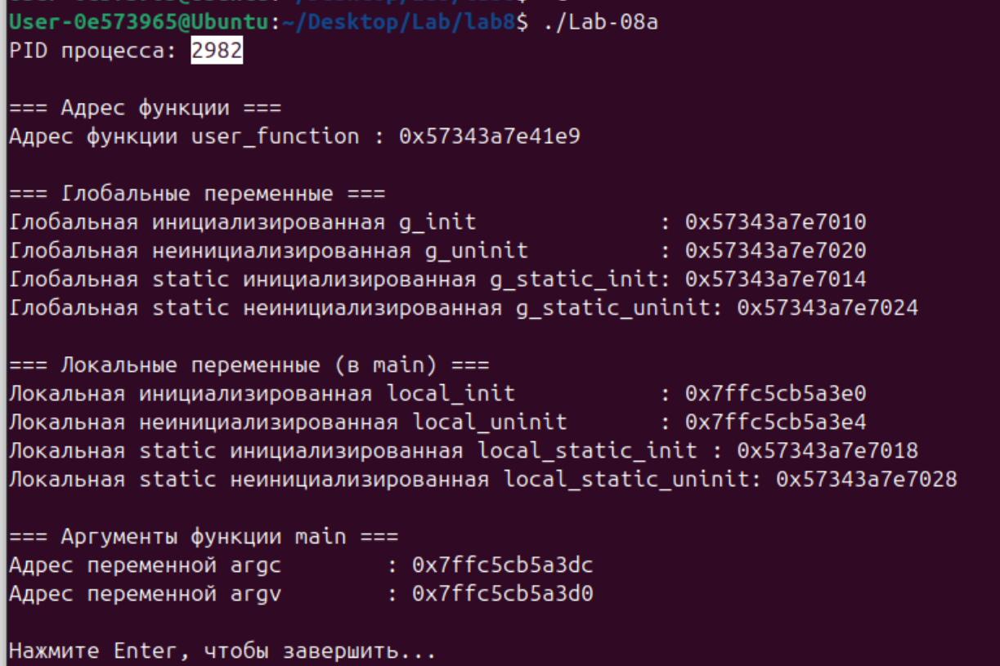 User-0e573965@Ubuntu:~/Desktop/Lab/lab8$ ./Lab-08a
PID процесса: 2982
=== Адрес функции ===
Адрес функции user_function : 0x57343a7e41e9
=== Глобальные переменные ===
Глобальная инициализированная g_init : 0x57343a7e7010
Глобальная неинициализированная g_uninit : 0x57343a7e7020
Глобальная static инициализированная g_static_init: 0x57343a7e7014
Глобальная static неинициализированная g_static_uninit: 0x57343a7e7024
=== Локальные переменные (в main) ===
Локальная инициализированная local_init : 0x7ffc5cb5a3e0
Локальная неинициализированная local_uninit : 0x7ffc5cb5a3e4
Локальная static инициализированная local_static_init : 0x57343a7e7018
Локальная static неинициализированная local_static_uninit: 0x57343a7e7028
=== Аргументы функции main ===
Адрес переменной argc : 0x7ffc5cb5a3dc
Адрес переменной argv : 0x7ffc5cb5a3d0
Нажмите Enter, чтобы завершить...